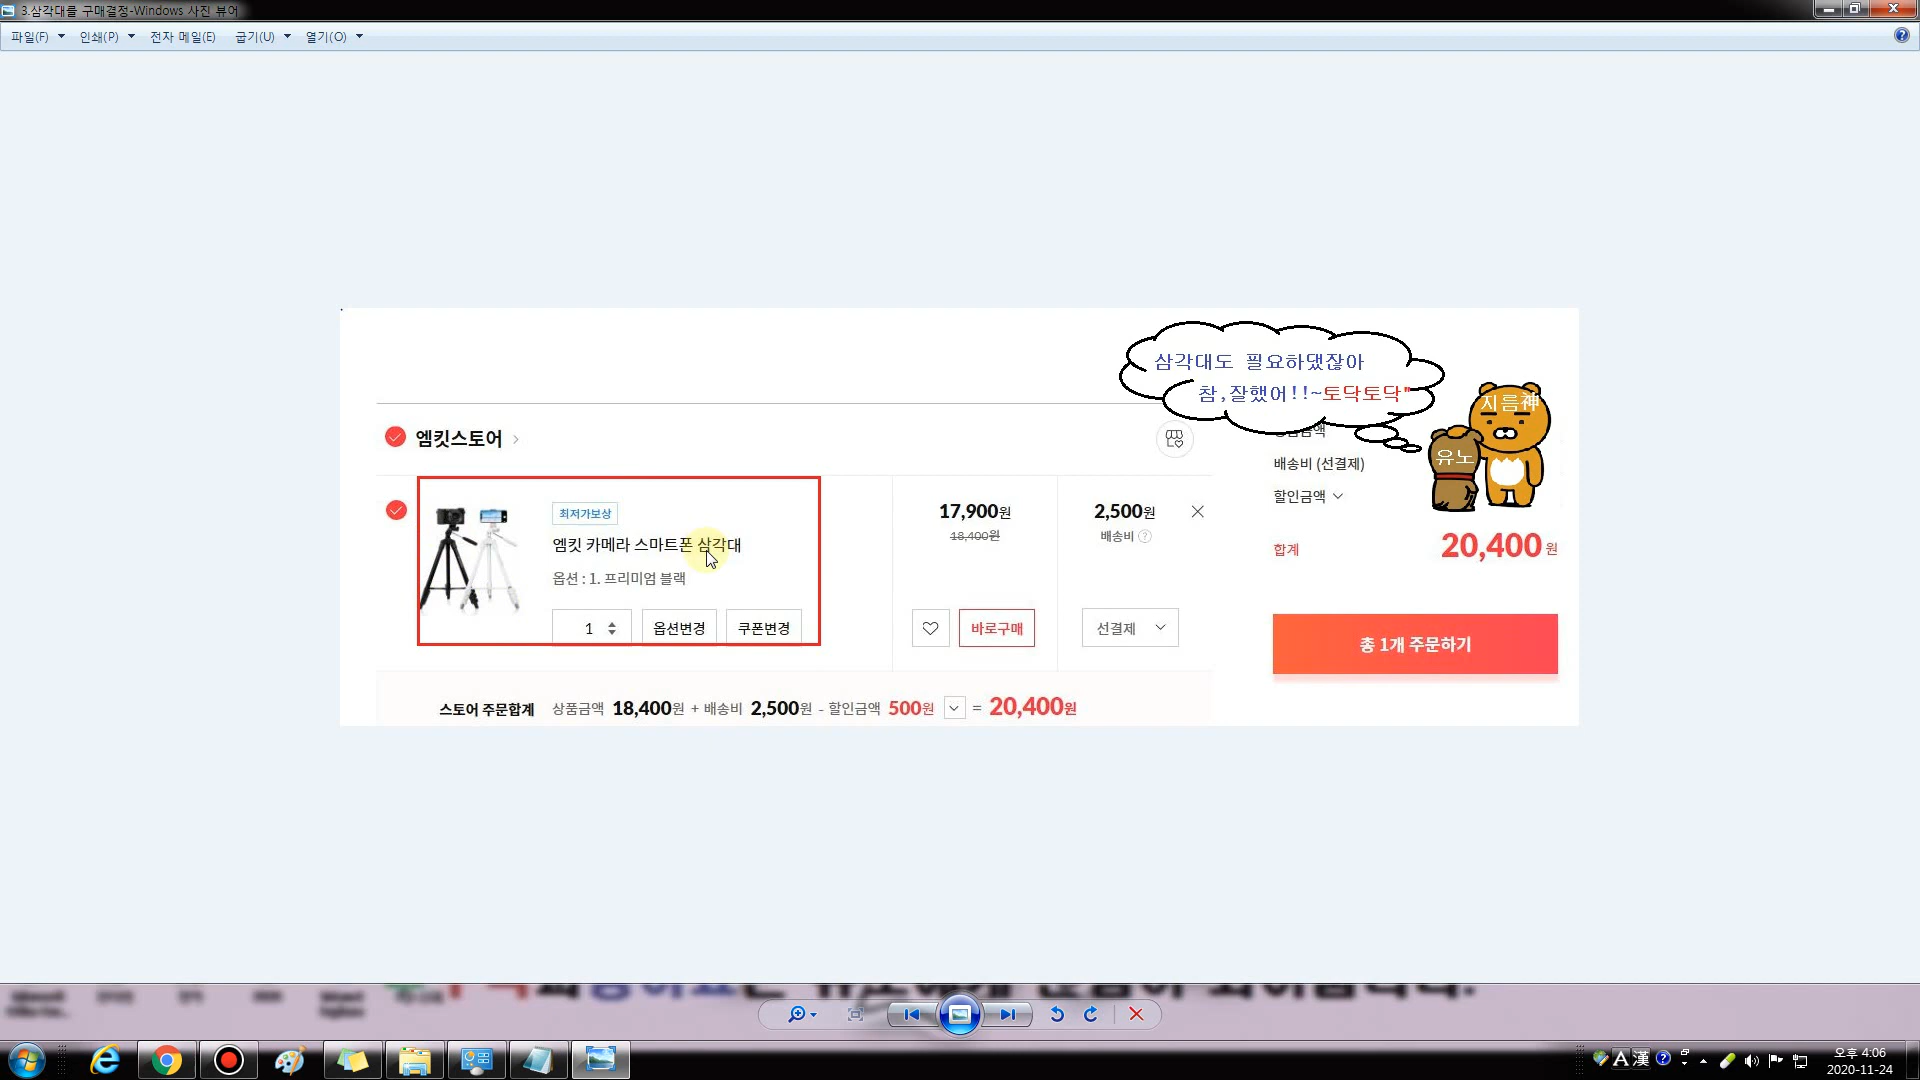 3.삼각대를 구매결정-Windows 사진 뷰어
파일(F) 인쇄(P) 전자 메일(E) 굽기(U) 열기(O)
삼각대도 필요하댔잖아
참,잘했어!!~토닥토닥"
지름神
유노
엠킷스토어
배송비 (선결제)
할인금액
합계 20,400 원
최저가보상
엠킷 카메라 스마트폰 삼각대
옵션 : 1. 프리미엄 블랙
1 옵션변경 쿠폰변경
17,900원
18,400원
바로구매
2,500원
배송비
선결제
총 1개 주문하기
스토어 주문합계 상품금액 18,400원 + 배송비 2,500원 - 할인금액 500원 = 20,400원
A 漢
오후 4:06
2020-11-24